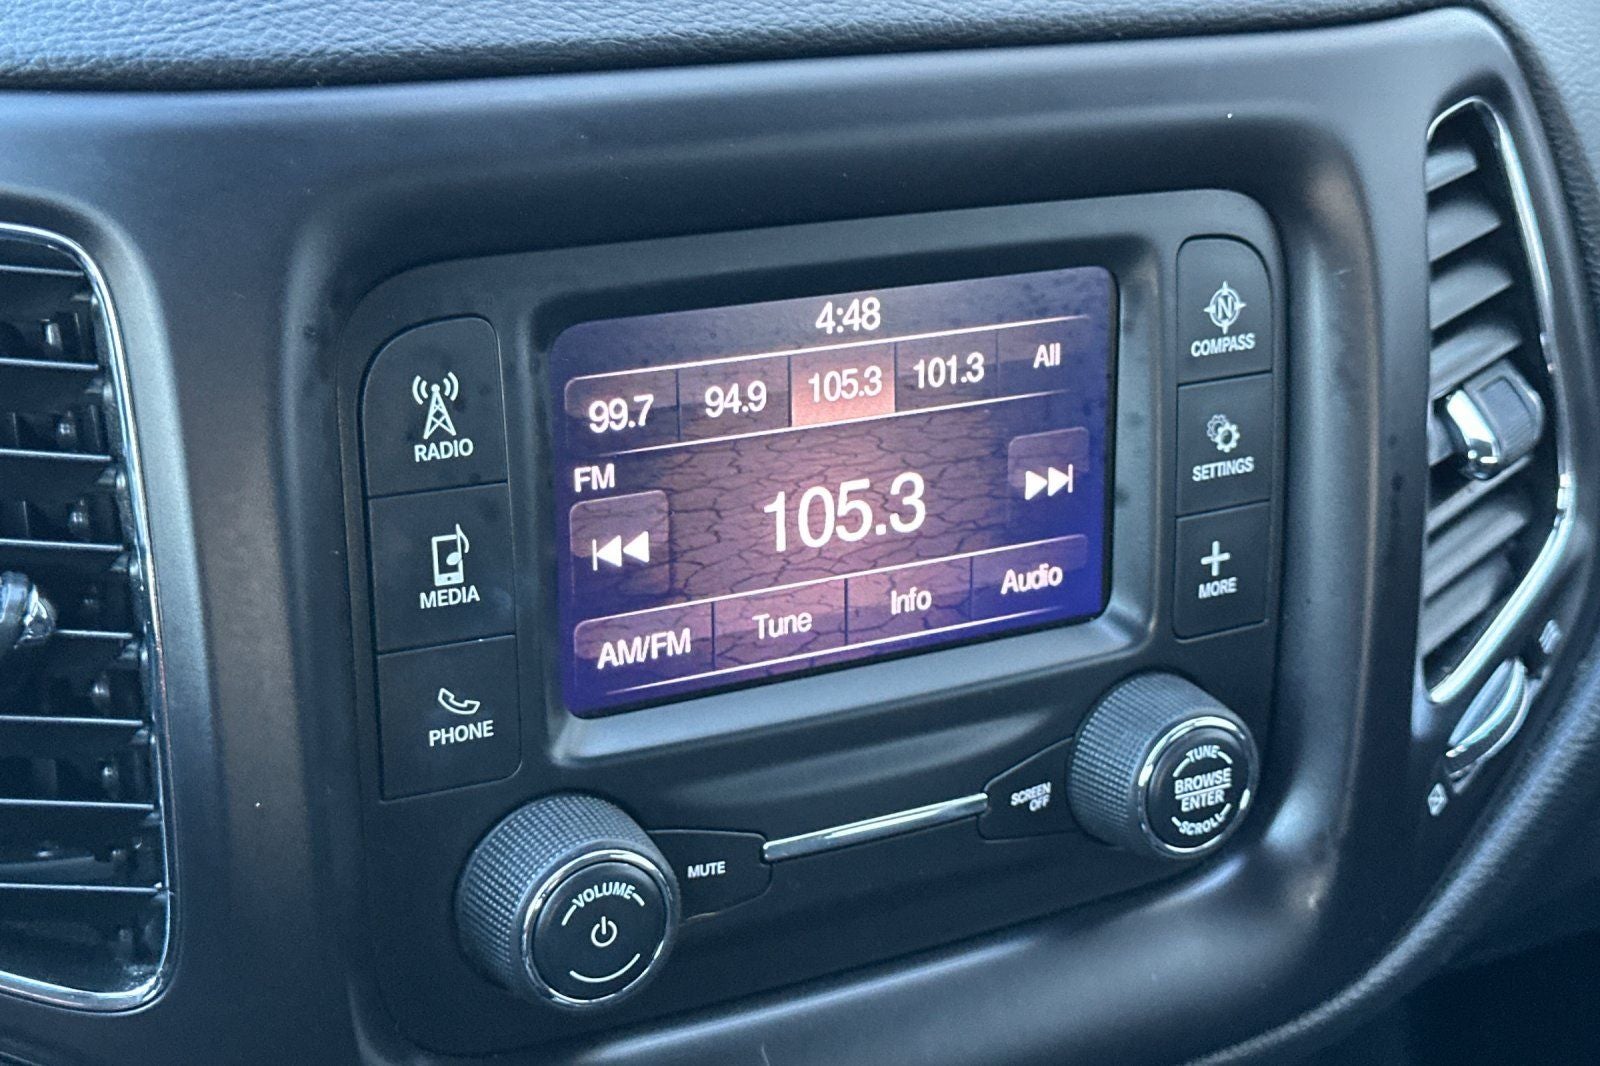 4:48
99.7 94.9 105.3 101.3 All
FM
105.3
AM/FM Tune Info Audio
RADIO
MEDIA
PHONE
N
COMPASS
SETTINGS
MORE
VOLUME
MUTE
SCREEN
OFF
TUNE
BROWSE
ENTER
SCROLL